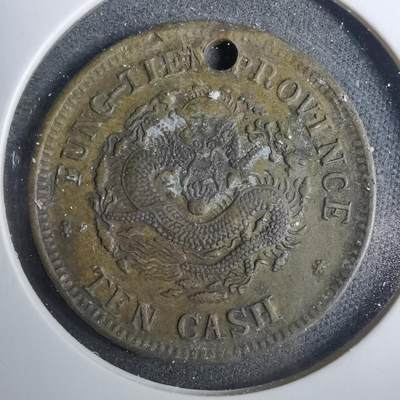 FUNG-TIEN PROVINCE
TEN CASH